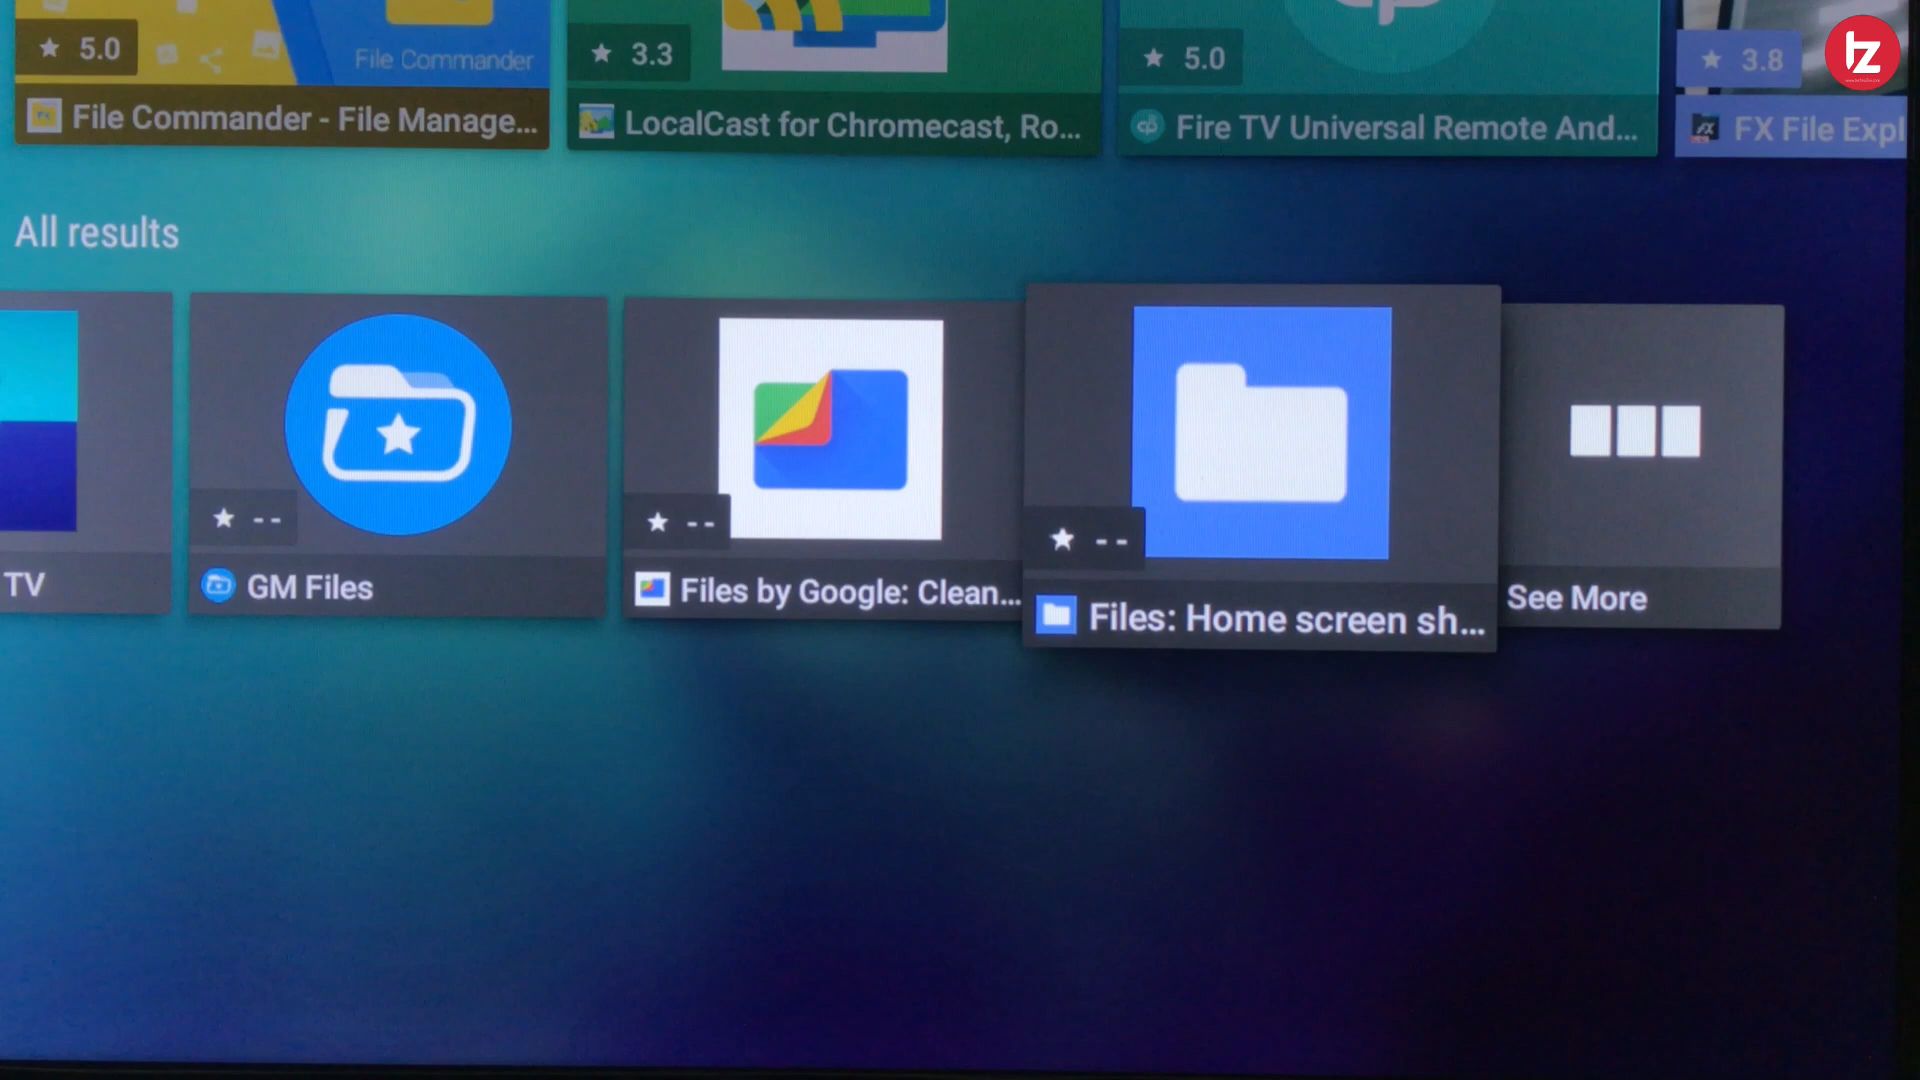 File Commander
★ 5.0
★ 3.3
★ 5.0
★ 3.8
tz
File Commander - File Manage...
LocalCast for Chromecast, Ro...
Fire TV Universal Remote And...
FX File Expl
All results
★ --
★ --
★ --
TV
GM Files
Files by Google: Clean...
Files: Home screen sh...
See More